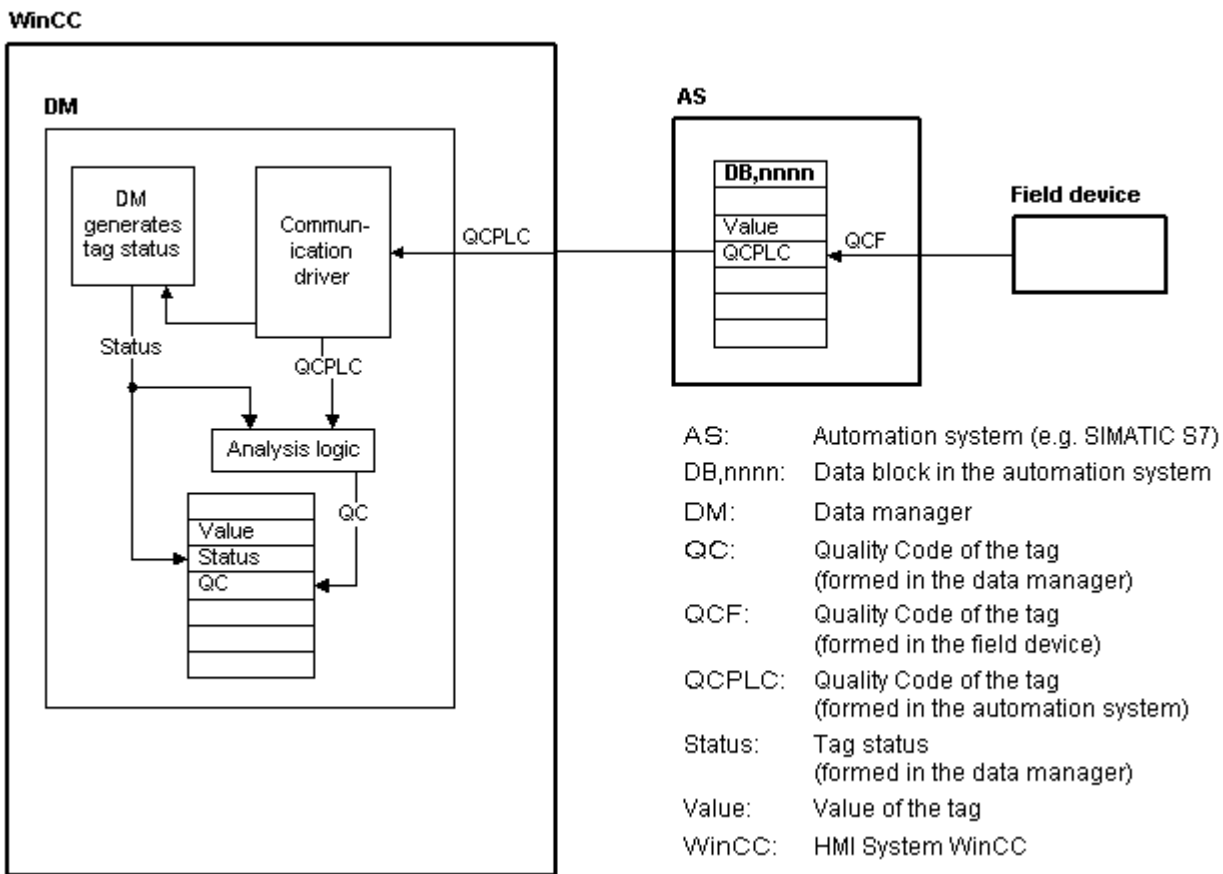 WinCC
DM
DM
generates
tag status
Commun-
ication
driver
Status
QCPLC
Analysis logic
QC
Value
Status
QC
QCPLC
AS
DB,nnnn
Value
QCPLC
QCF
Field device
AS: Automation system (e.g. SIMATIC S7)
DB,nnnn: Data block in the automation system
DM: Data manager
QC: Quality Code of the tag
(formed in the data manager)
QCF: Quality Code of the tag
(formed in the field device)
QCPLC: Quality Code of the tag
(formed in the automation system)
Status: Tag status
(formed in the data manager)
Value: Value of the tag
WinCC: HMI System WinCC